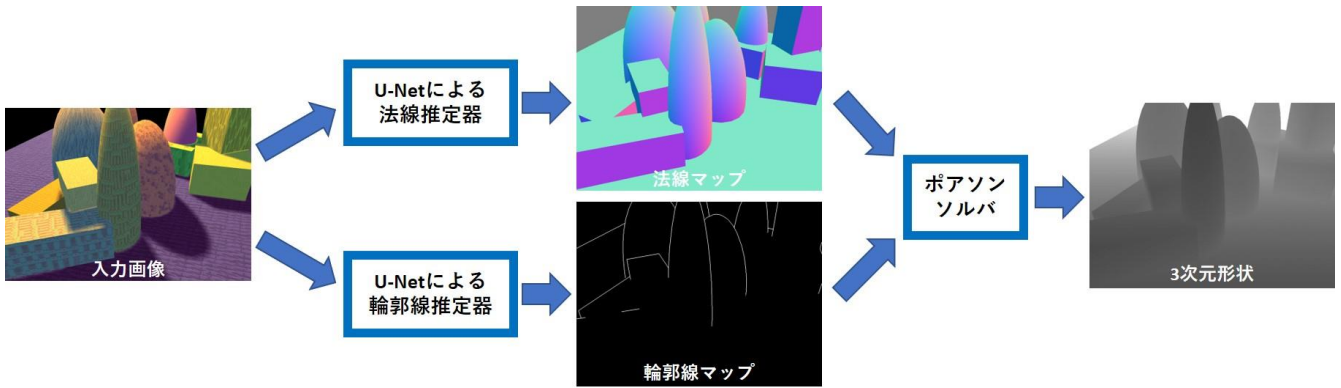 入力画像
U-Netによる
法線推定器
法線マップ
U-Netによる
輪郭線推定器
輪郭線マップ
ポアソン
ソルバ
3次元形状